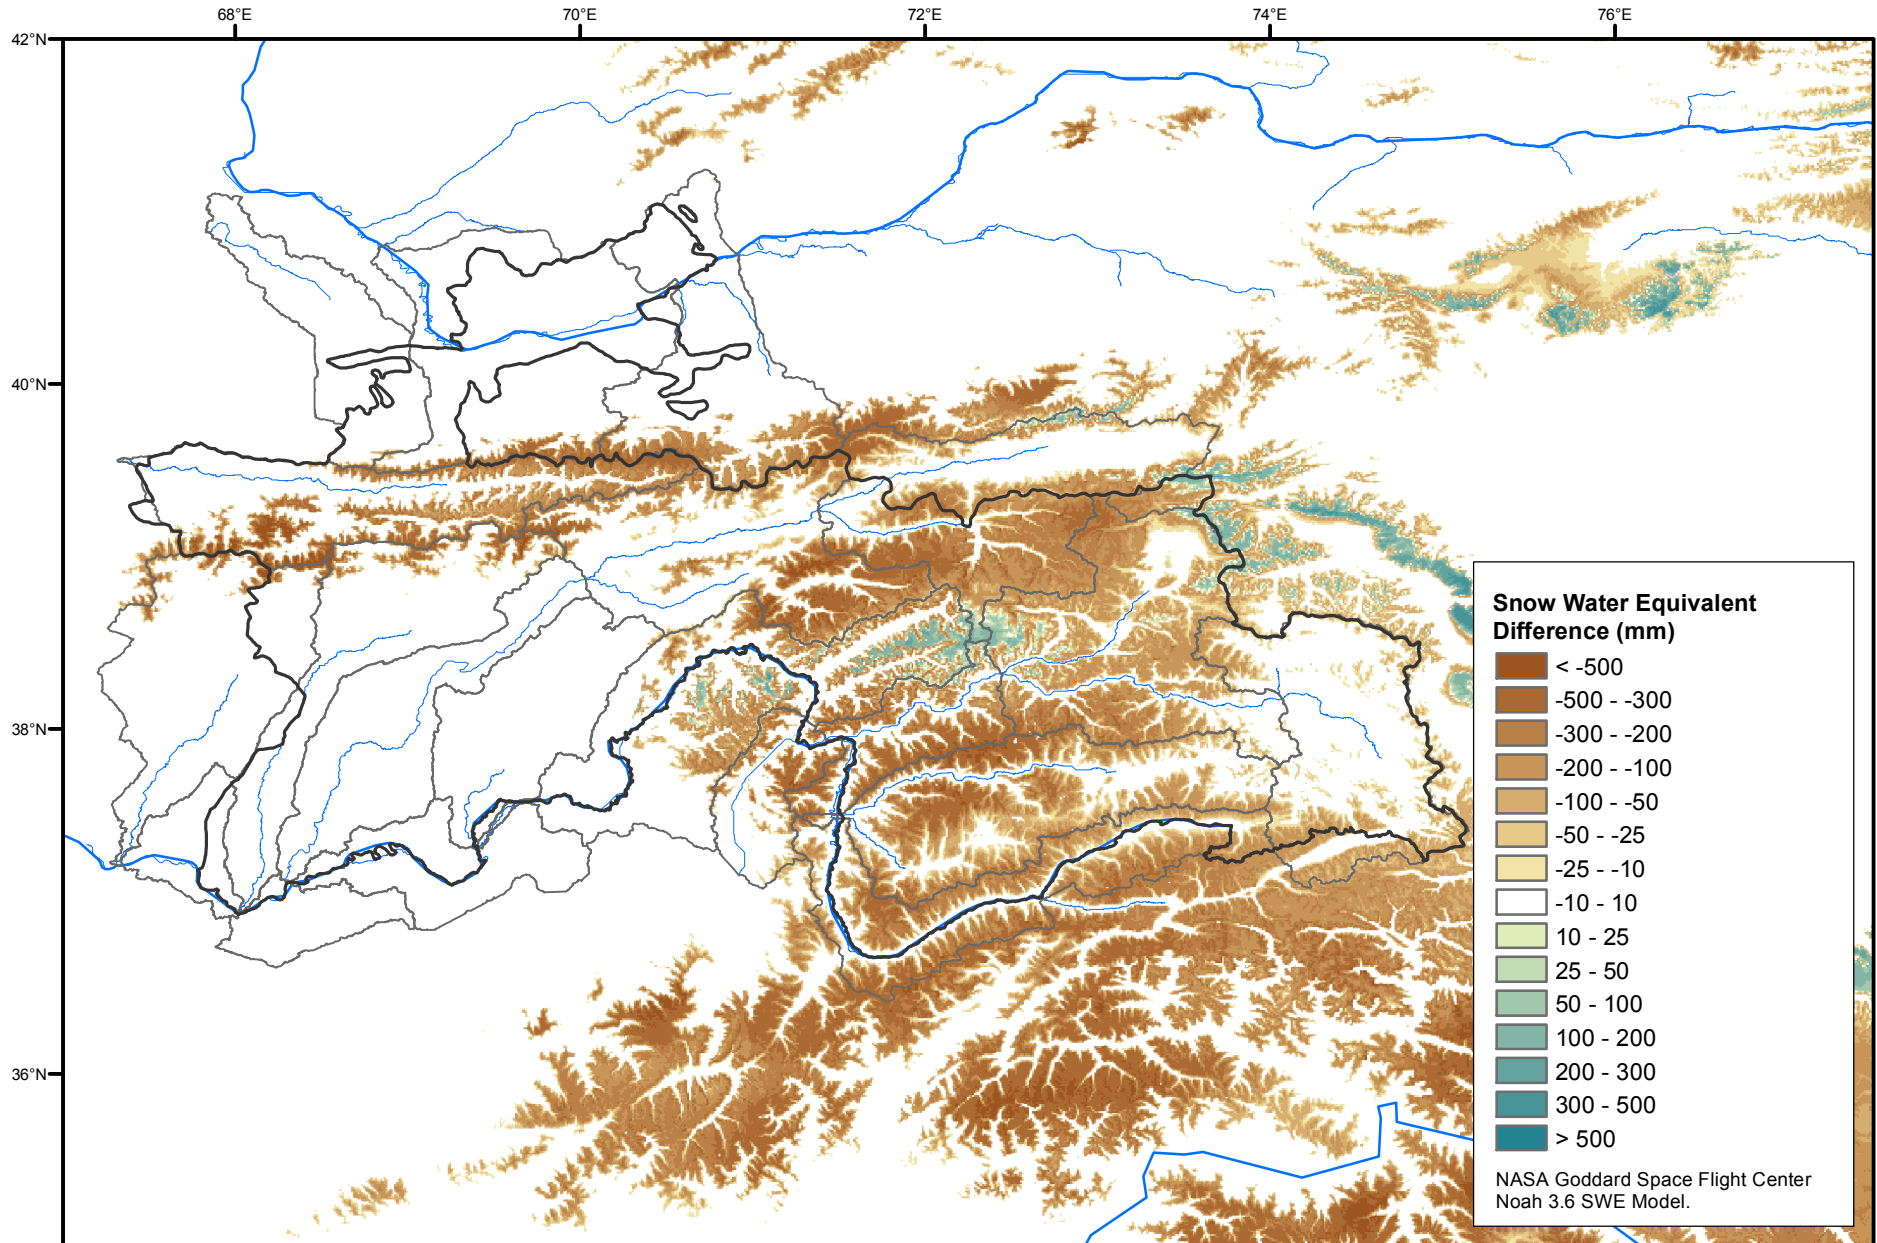 68°E
70°E
72°E
74°E
76°E
42°N
40°N
38°N
36°N
Snow Water Equivalent
Difference (mm)
< -500
-500 - -300
-300 - -200
-200 - -100
-100 - -50
-50 - -25
-25 - -10
-10 - 10
10 - 25
25 - 50
50 - 100
100 - 200
200 - 300
300 - 500
> 500
NASA Goddard Space Flight Center
Noah 3.6 SWE Model.